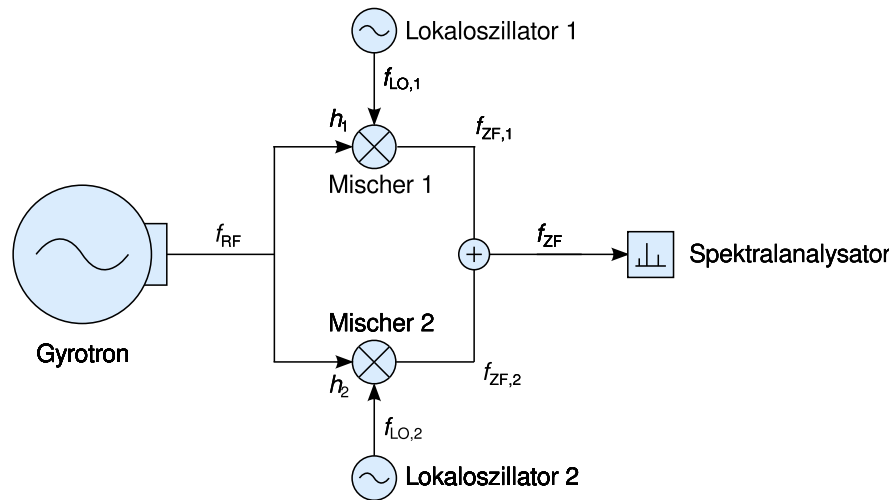 Lokaloszillator 1
f_LO,1
h_1
f_ZF,1
Mischer 1
f_RF
f_ZF
Spektralanalysator
Mischer 2
Gyrotron
h_2
f_ZF,2
f_LO,2
Lokaloszillator 2